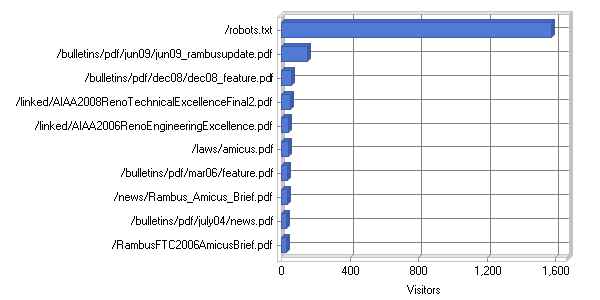 /robots.txt
/bulletins/pdf/jun09/jun09_rambusupdate.pdf
/bulletins/pdf/dec08/dec08_feature.pdf
/linked/AIAA2008RenoTechnicalExcellenceFinal2.pdf
/linked/AIAA2006RenoEngineeringExcellence.pdf
/laws/amicus.pdf
/bulletins/pdf/mar06/feature.pdf
/news/Rambus_Amicus_Brief.pdf
/bulletins/pdf/july04/news.pdf
/RambusFTC2006AmicusBrief.pdf
0 400 800 1,200 1,600
Visitors